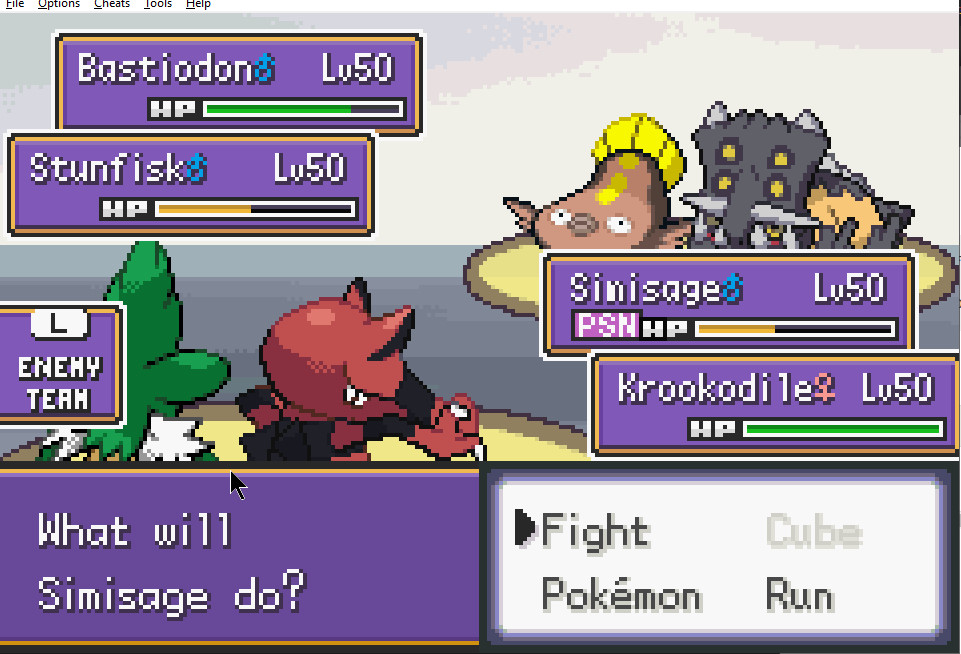 File Options Cheats Tools Help
Bastiodon♂ Lv50
HP
Stunfisk♂ Lv50
HP
Simisage♂ Lv50
PSN HP
L
ENEMY
TEAM
Krookodile♀ Lv50
HP
What will
Simisage do?
Fight Cube
Pokémon Run